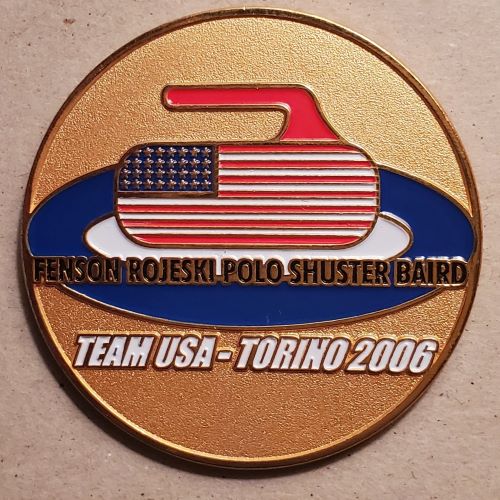 FENSON ROJESKI POLO SHUSTER BAIRD
TEAM USA - TORINO 2006